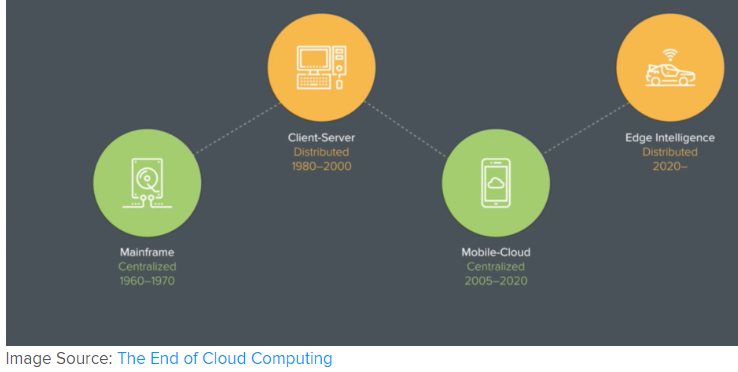 Client-Server
Distributed
1980–2000
Edge Intelligence
Distributed
2020–
Mainframe
Centralized
1960–1970
Mobile-Cloud
Centralized
2005–2020
Image Source: The End of Cloud Computing